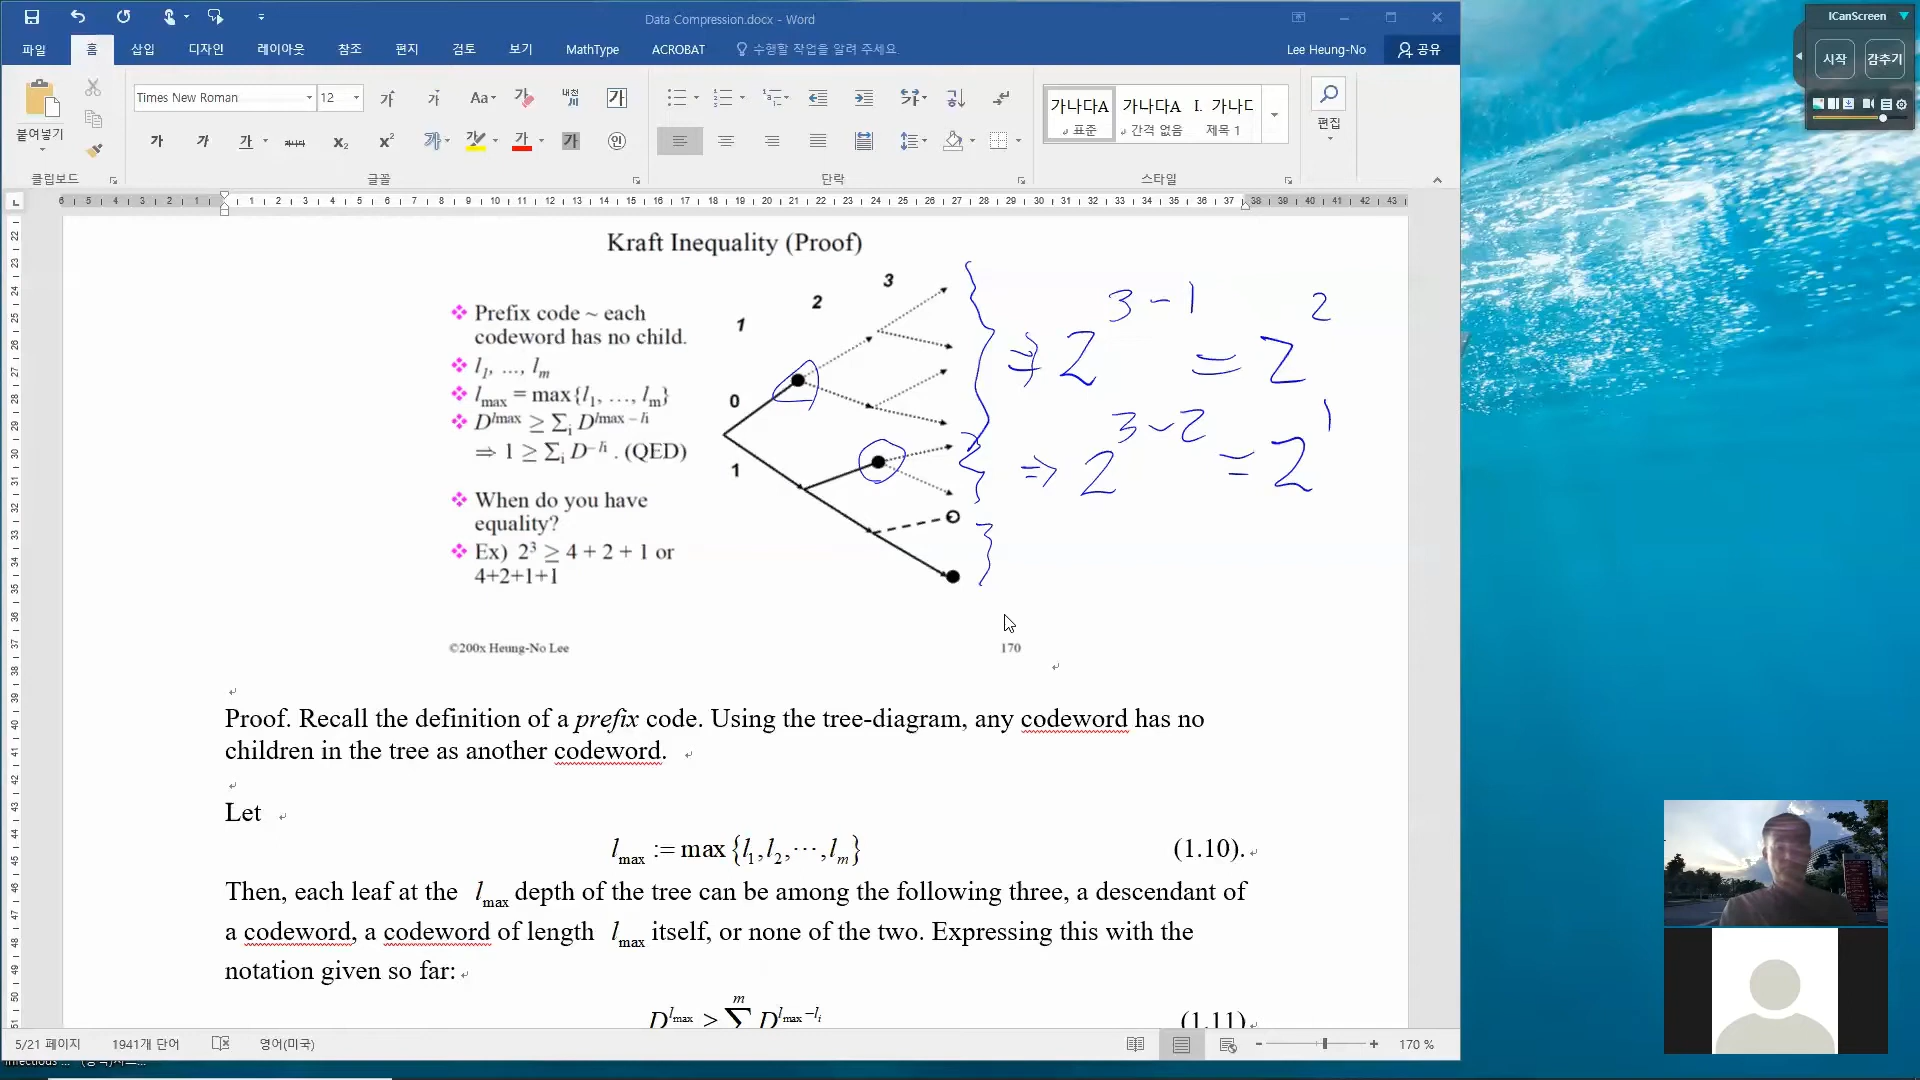 Data Compression.docx - Word
ICanScreen
시작
감추기
파일 홈 삽입 디자인 레이아웃 참조 편지 검토 보기 MathType ACROBAT 수행할 작업을 알려 주세요. Lee Heung-No 공유
Times New Roman 12
붙여넣기
가나다A 가나다A I. 가나ㄷ
표준 간격 없음 제목 1
편집
클립보드 글꼴 단락 스타일
Kraft Inequality (Proof)
1 2 3
0
1
❖ Prefix code ~ each
codeword has no child.
❖ l1, ..., lm
❖ lmax = max{l1, …, lm}
❖ D^lmax ≥ ∑i D^lmax – li
⇒ 1 ≥ ∑i D^–li . (QED)
❖ When do you have
equality?
❖ Ex) 2³ ≥ 4 + 2 + 1 or
4+2+1+1
⇒ 2^3-1 = 2^2
⇒ 2^3-2 = 2^1
©200x Heung-No Lee 170
Proof. Recall the definition of a prefix code. Using the tree-diagram, any codeword has no
children in the tree as another codeword.
Let
lmax := max {l1,l2,⋯,lm} (1.10).
Then, each leaf at the lmax depth of the tree can be among the following three, a descendant of
a codeword, a codeword of length lmax itself, or none of the two. Expressing this with the
notation given so far:
D^lmax ≥ ∑ m D^lmax−li (1.11)
5/21 페이지 1941개 단어 영어(미국) 170 %